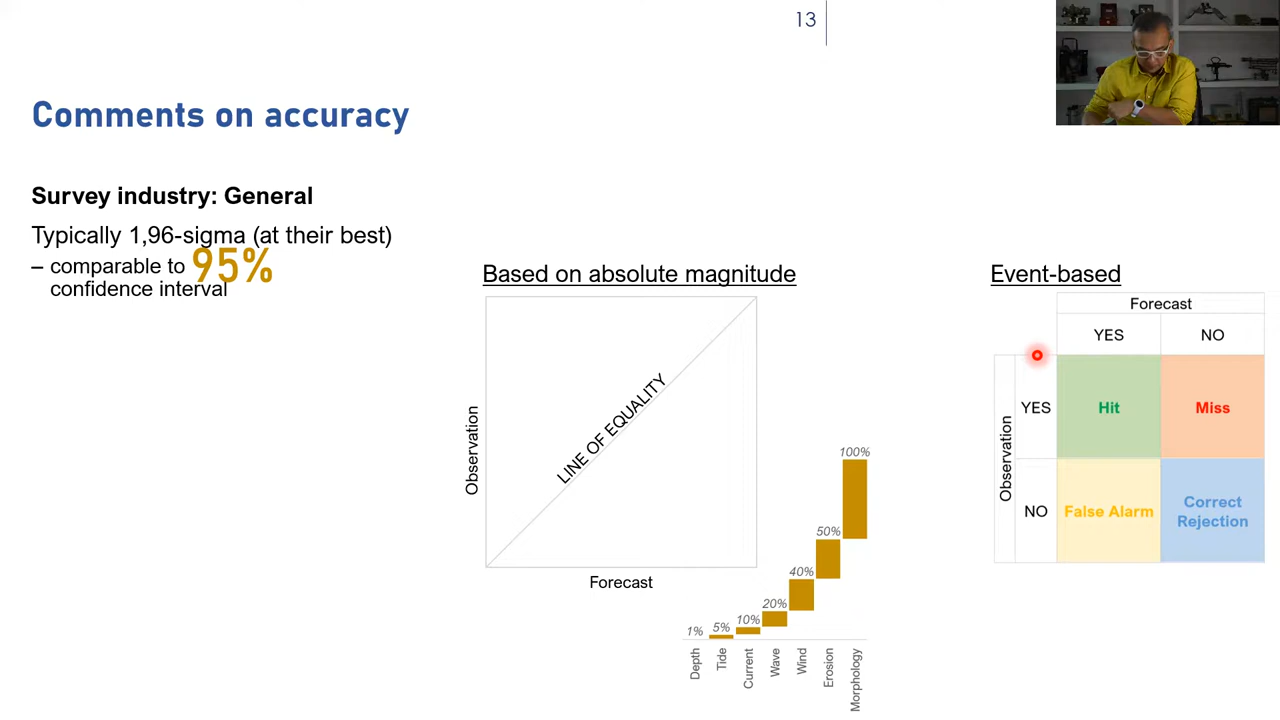 13
Comments on accuracy
Survey industry: General
Typically 1,96-sigma (at their best)
– comparable to 95%
confidence interval
Based on absolute magnitude
Observation
LINE OF EQUALITY
Forecast
1%
5%
10%
20%
40%
50%
100%
Depth
Tide
Current
Wave
Wind
Erosion
Morphology
Event-based
Forecast
YES NO
Observation
YES Hit Miss
NO False Alarm Correct
Rejection